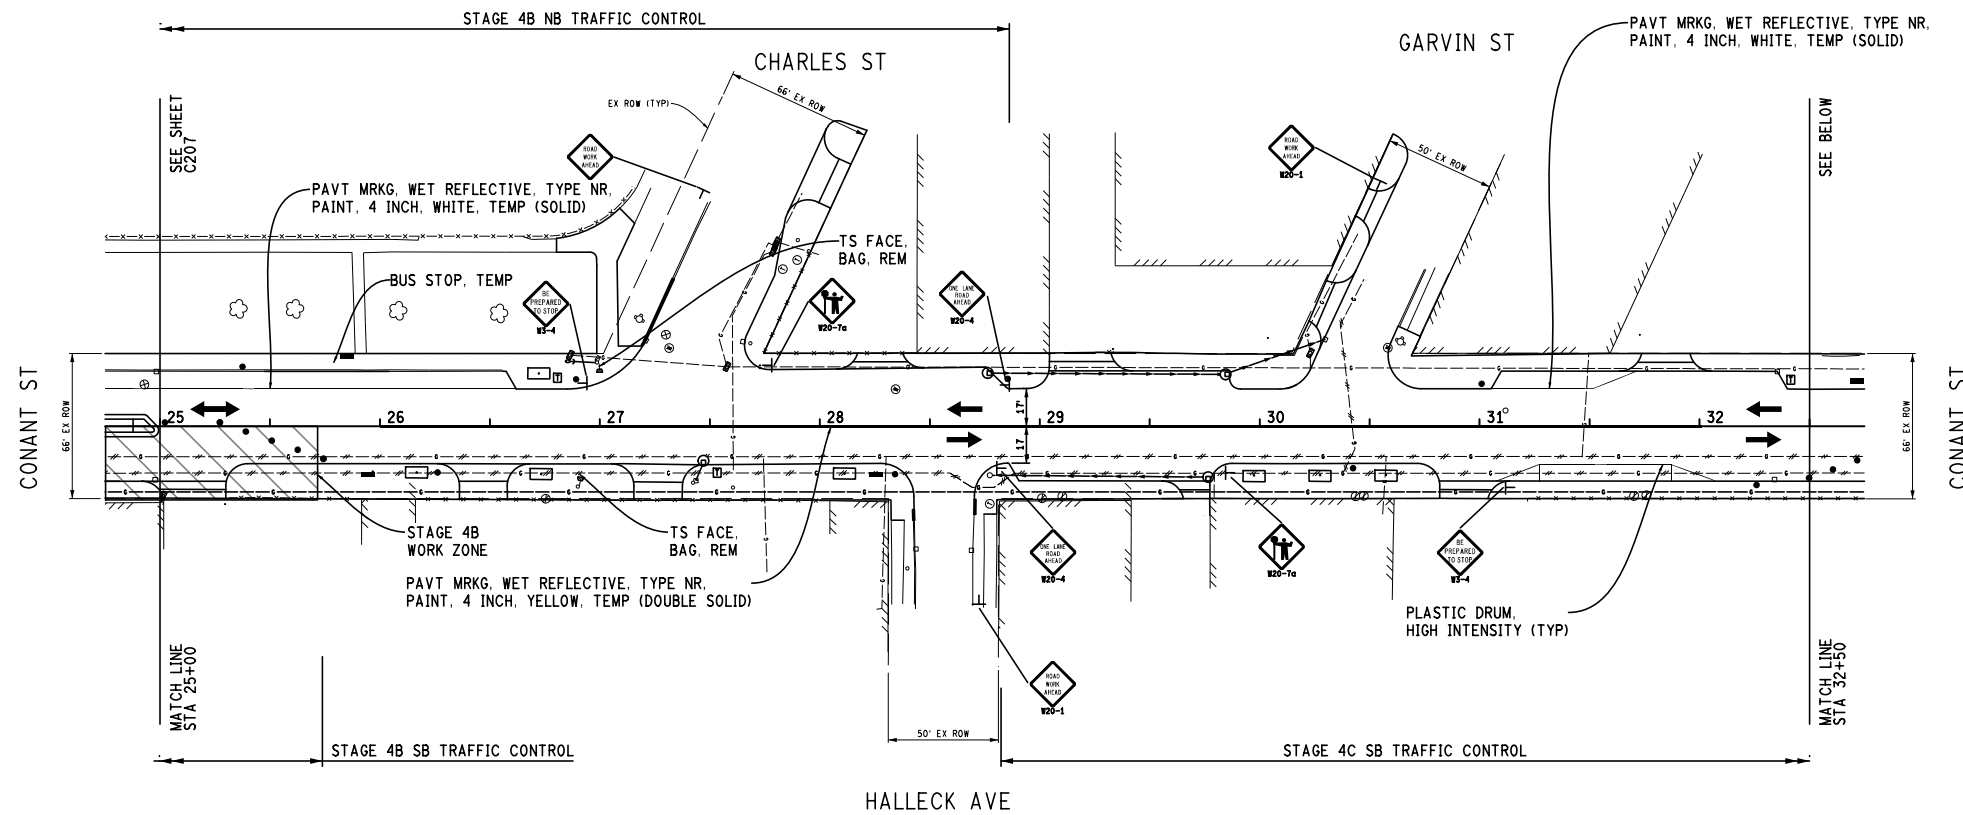 STAGE 4B NB TRAFFIC CONTROL
CHARLES ST
GARVIN ST
PAVT MRKG, WET REFLECTIVE, TYPE NR,
PAINT, 4 INCH, WHITE, TEMP (SOLID)
SEE SHEET
C207
EX ROW (TYP)
66' EX ROW
50' EX ROW
SEE BELOW
ROAD
WORK
AHEAD
ROAD
WORK
AHEAD
W20-1
PAVT MRKG, WET REFLECTIVE, TYPE NR,
PAINT, 4 INCH, WHITE, TEMP (SOLID)
TS FACE,
BAG, REM
BUS STOP, TEMP
BE
PREPARED
TO STOP
W3-4
W20-7a
ONE LANE
ROAD
AHEAD
W20-4
CONANT ST
66' EX ROW
25
26
27
28
29
30
31
32
17'
17
T
T
T
66' EX ROW
CONANT ST
STAGE 4B
WORK ZONE
TS FACE,
BAG, REM
PAVT MRKG, WET REFLECTIVE, TYPE NR,
PAINT, 4 INCH, YELLOW, TEMP (DOUBLE SOLID)
ONE LANE
ROAD
AHEAD
W20-4
W20-7a
BE
PREPARED
TO STOP
W3-4
PLASTIC DRUM,
HIGH INTENSITY (TYP)
MATCH LINE
STA 25+00
ROAD
WORK
AHEAD
W20-1
MATCH LINE
STA 32+50
50' EX ROW
STAGE 4B SB TRAFFIC CONTROL
STAGE 4C SB TRAFFIC CONTROL
HALLECK AVE